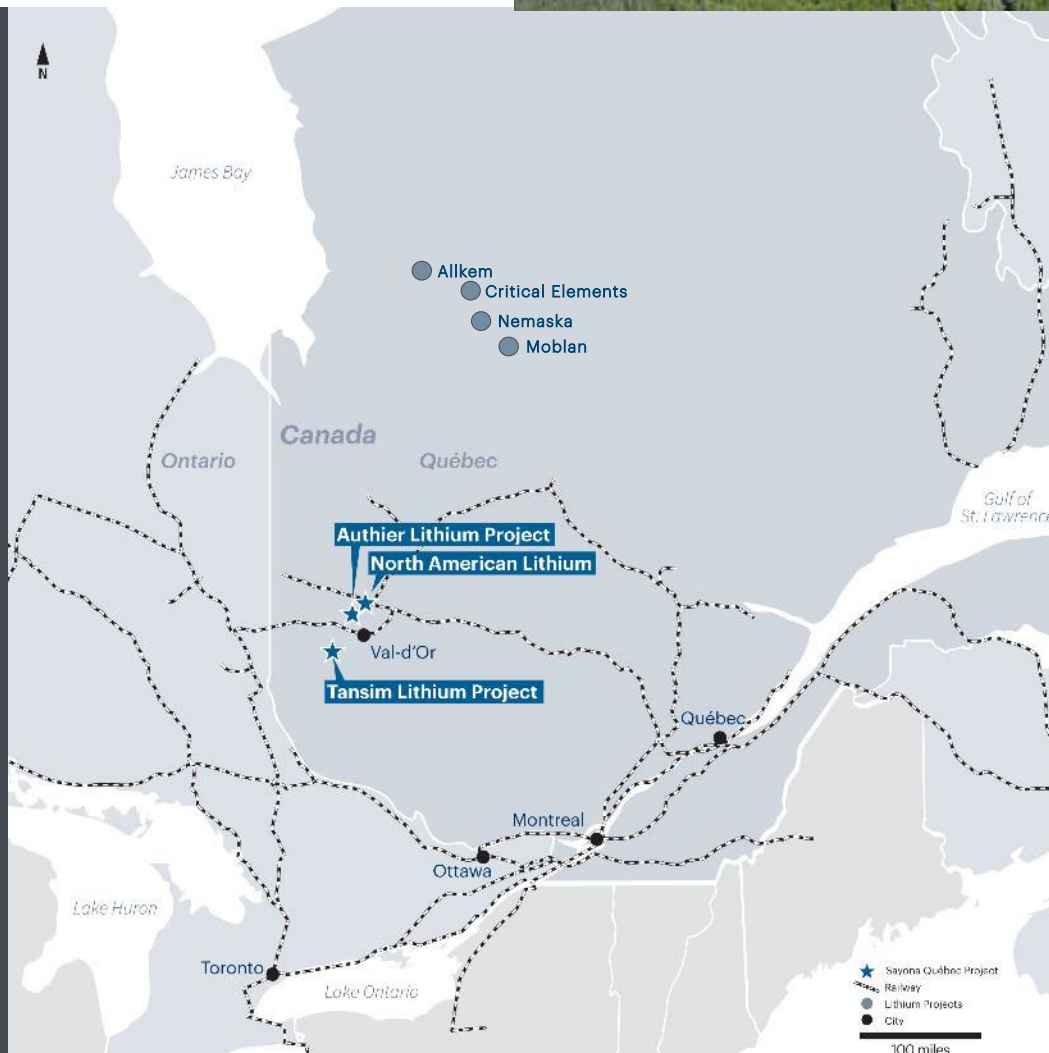 N
James Bay
Allkem
Critical Elements
Nemaska
Moblan
Canada
Ontario
Québec
Gulf of
St. Lawrence
Authier Lithium Project
North American Lithium
Val-d'Or
Tansim Lithium Project
Québec
Montreal
Ottawa
Lake Huron
Toronto
Lake Ontario
Sayona Québec Project
Railway
Lithium Projects
City
100 miles